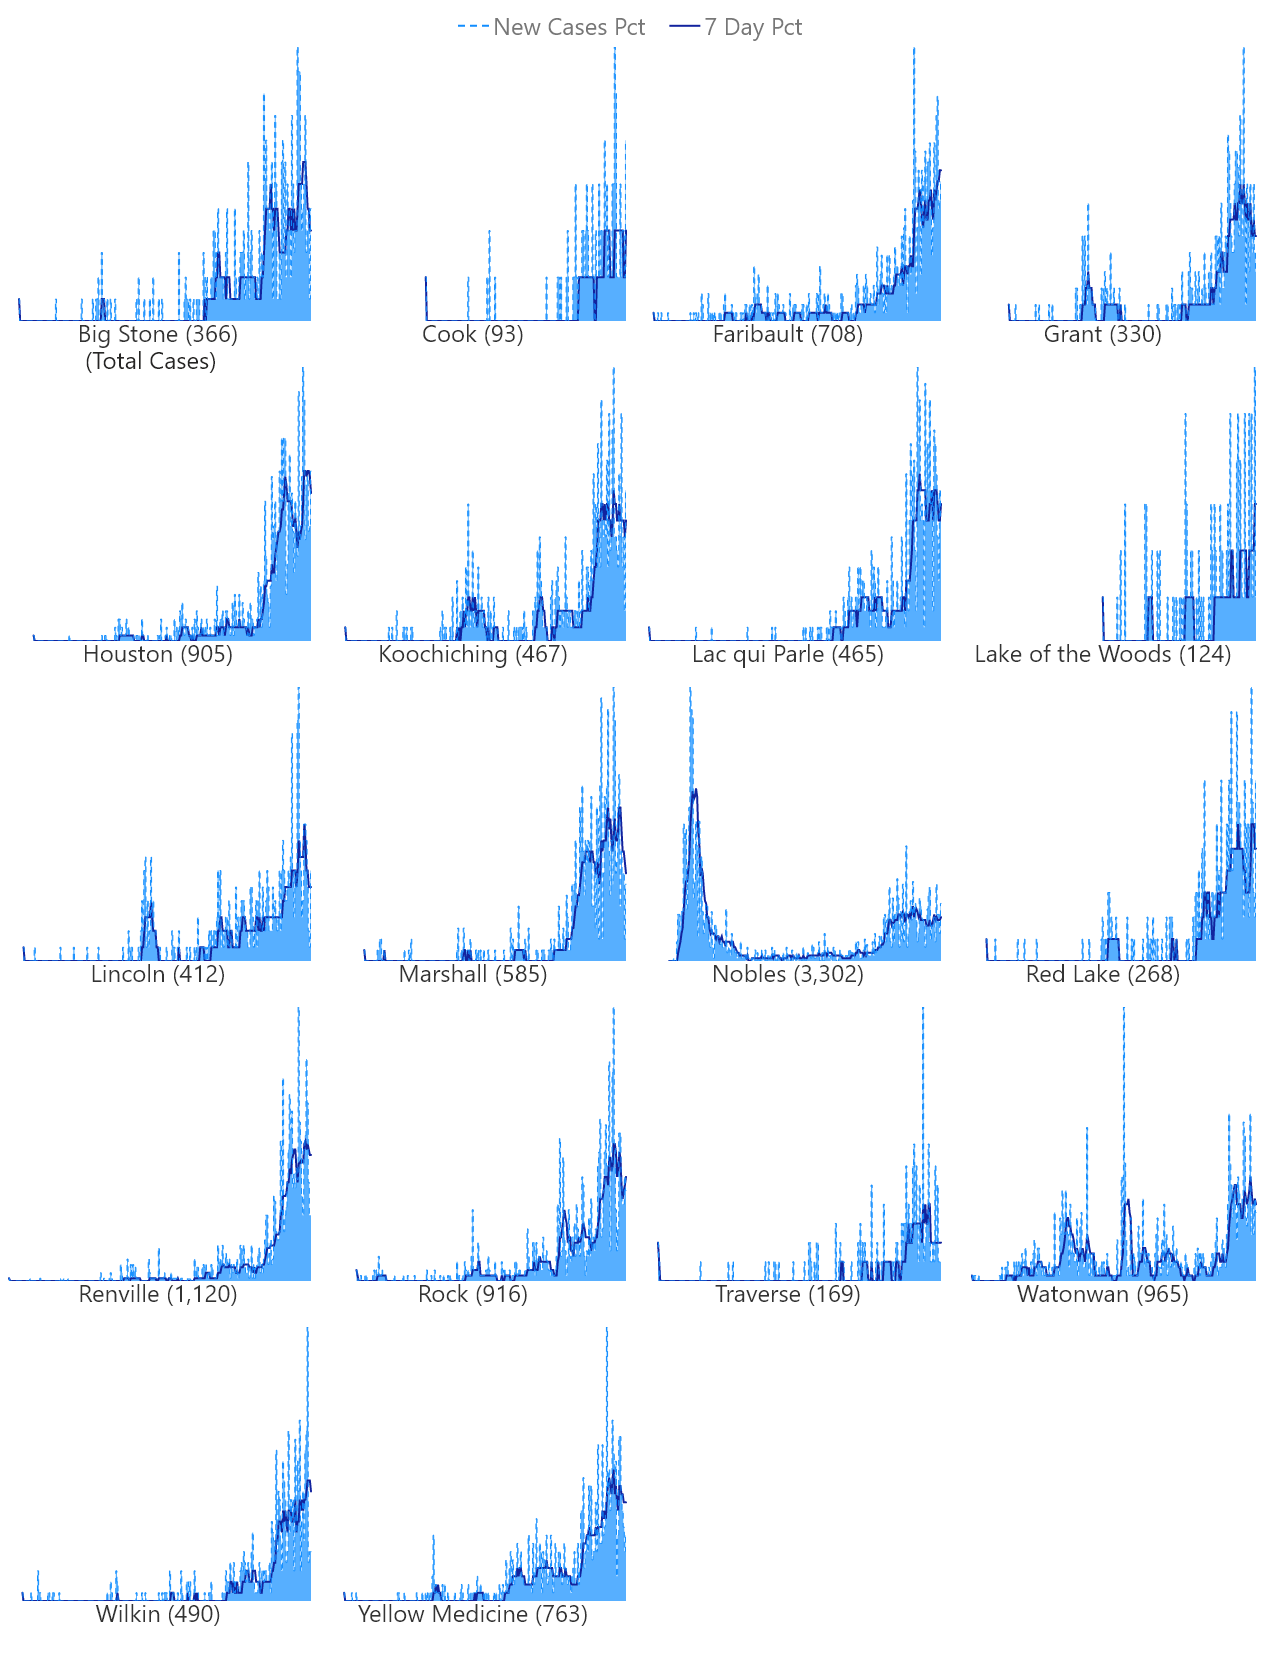 New Cases Pct 7 Day Pct
Big Stone (366) Cook (93) Faribault (708) Grant (330)
(Total Cases)
Houston (905) Koochiching (467) Lac qui Parle (465) Lake of the Woods (124)
Lincoln (412) Marshall (585) Nobles (3,302) Red Lake (268)
Renville (1,120) Rock (916) Traverse (169) Watonwan (965)
Wilkin (490) Yellow Medicine (763)